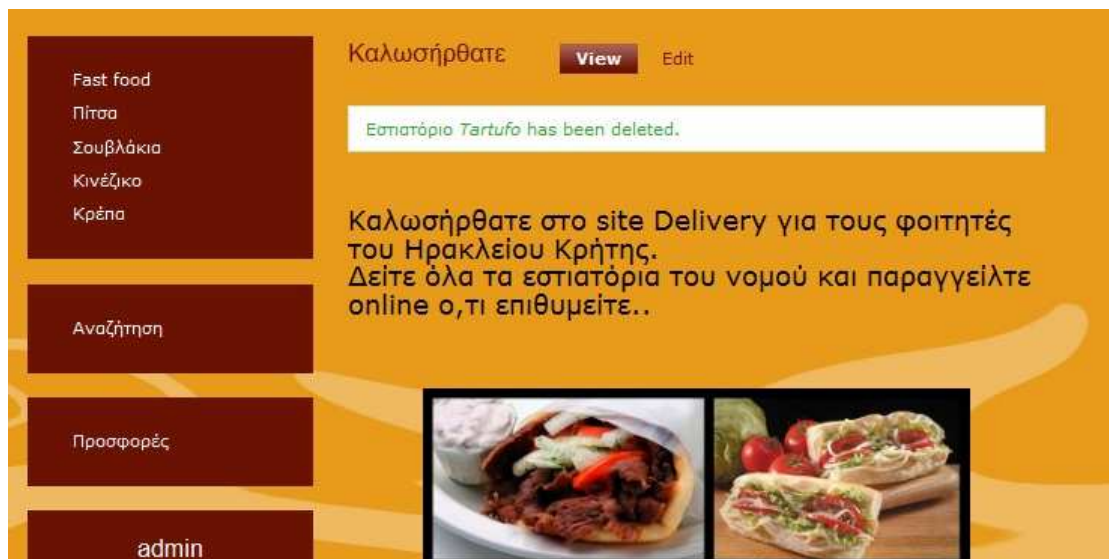 Fast food
Πίτσα
Σουβλάκια
Κινέζικο
Κρέπα
Αναζήτηση
Προσφορές
admin
Καλωσήρθατε
View Edit
Εστιατόριο Tartufo has been deleted.
Καλωσήρθατε στο site Delivery για τους φοιτητές
του Ηρακλείου Κρήτης.
Δείτε όλα τα εστιατόρια του νομού και παραγγείλτε
online ο,τι επιθυμείτε..